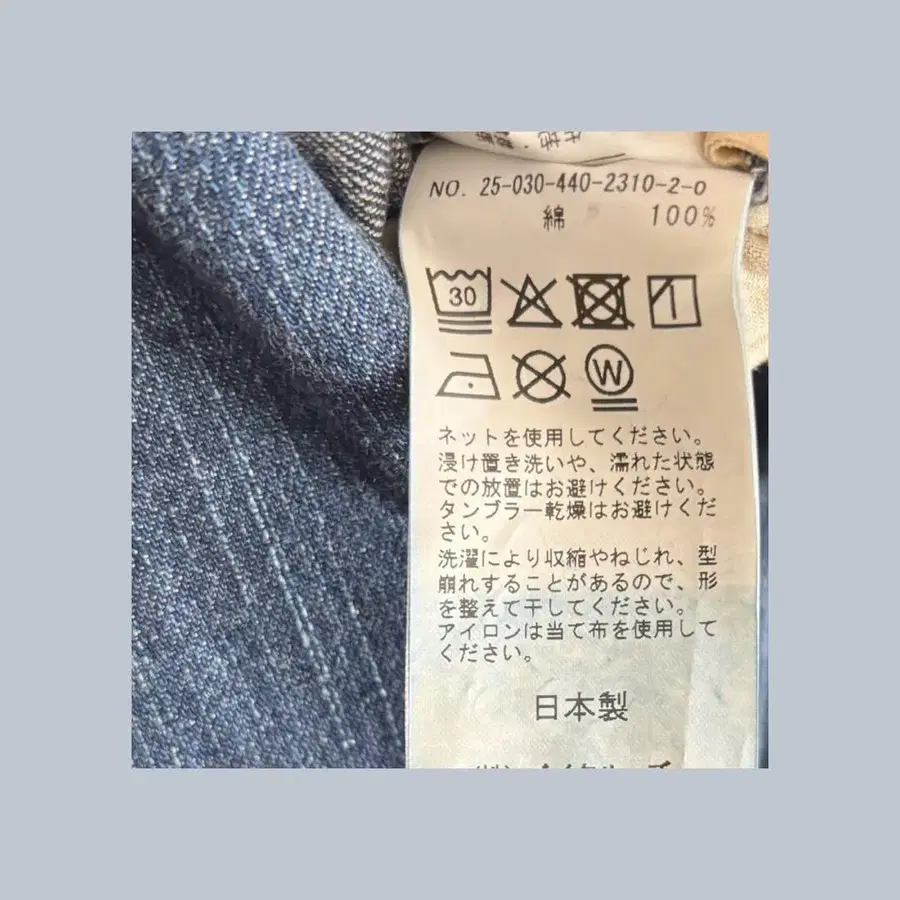 NO. 25-030-440-2310-2-0
綿 100%
30
W
ネットを使用してください。
浸け置き洗いや、濡れた状態
での放置はお避けください。
タンブラー乾燥はお避けくだ
さい。
洗濯により収縮やねじれ、型
崩れすることがあるので、形
を整えて干してください。
アイロンは当て布を使用して
ください。
日本製